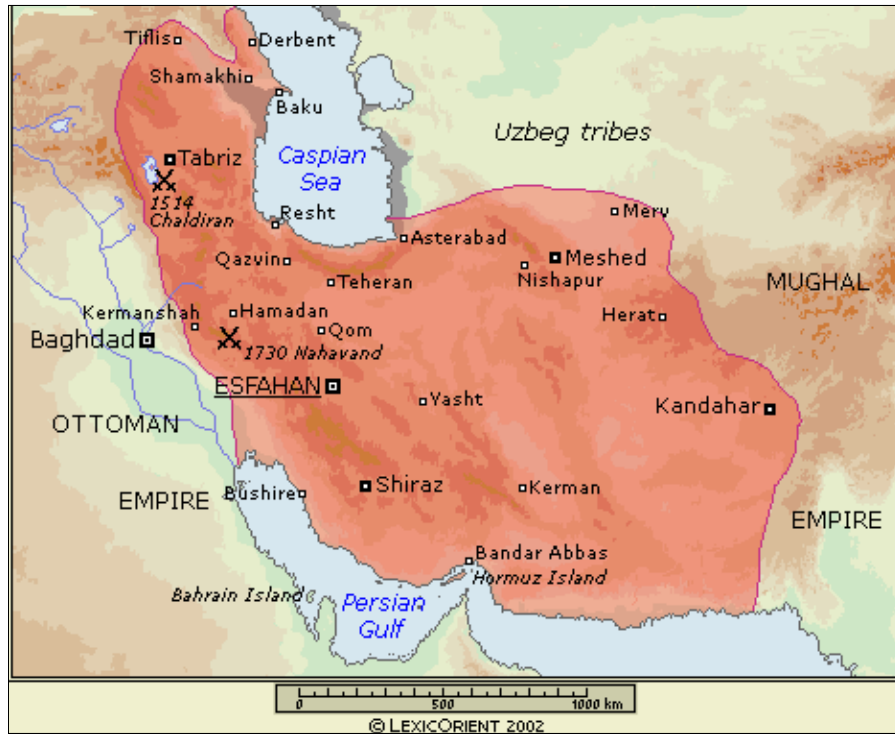 Tiflis
Derbent
Shamakhi
Baku
Uzbeg tribes
Tabriz
Caspian
Sea
1514
Chaldiran
Resht
Merv
Asterabad
Qazvin
Meshed
Nishapur
Teheran
MUGHAL
Kermanshah
Hamadan
Herat
Baghdad
Qom
1730 Nahavand
ESFAHAN
Yasht
Kandahar
OTTOMAN
Shiraz
Kerman
EMPIRE
Bushire
EMPIRE
Bandar Abbas
Hormuz Island
Bahrain Island
Persian
Gulf
0 500 1000 km
© LEXICORIENT 2002